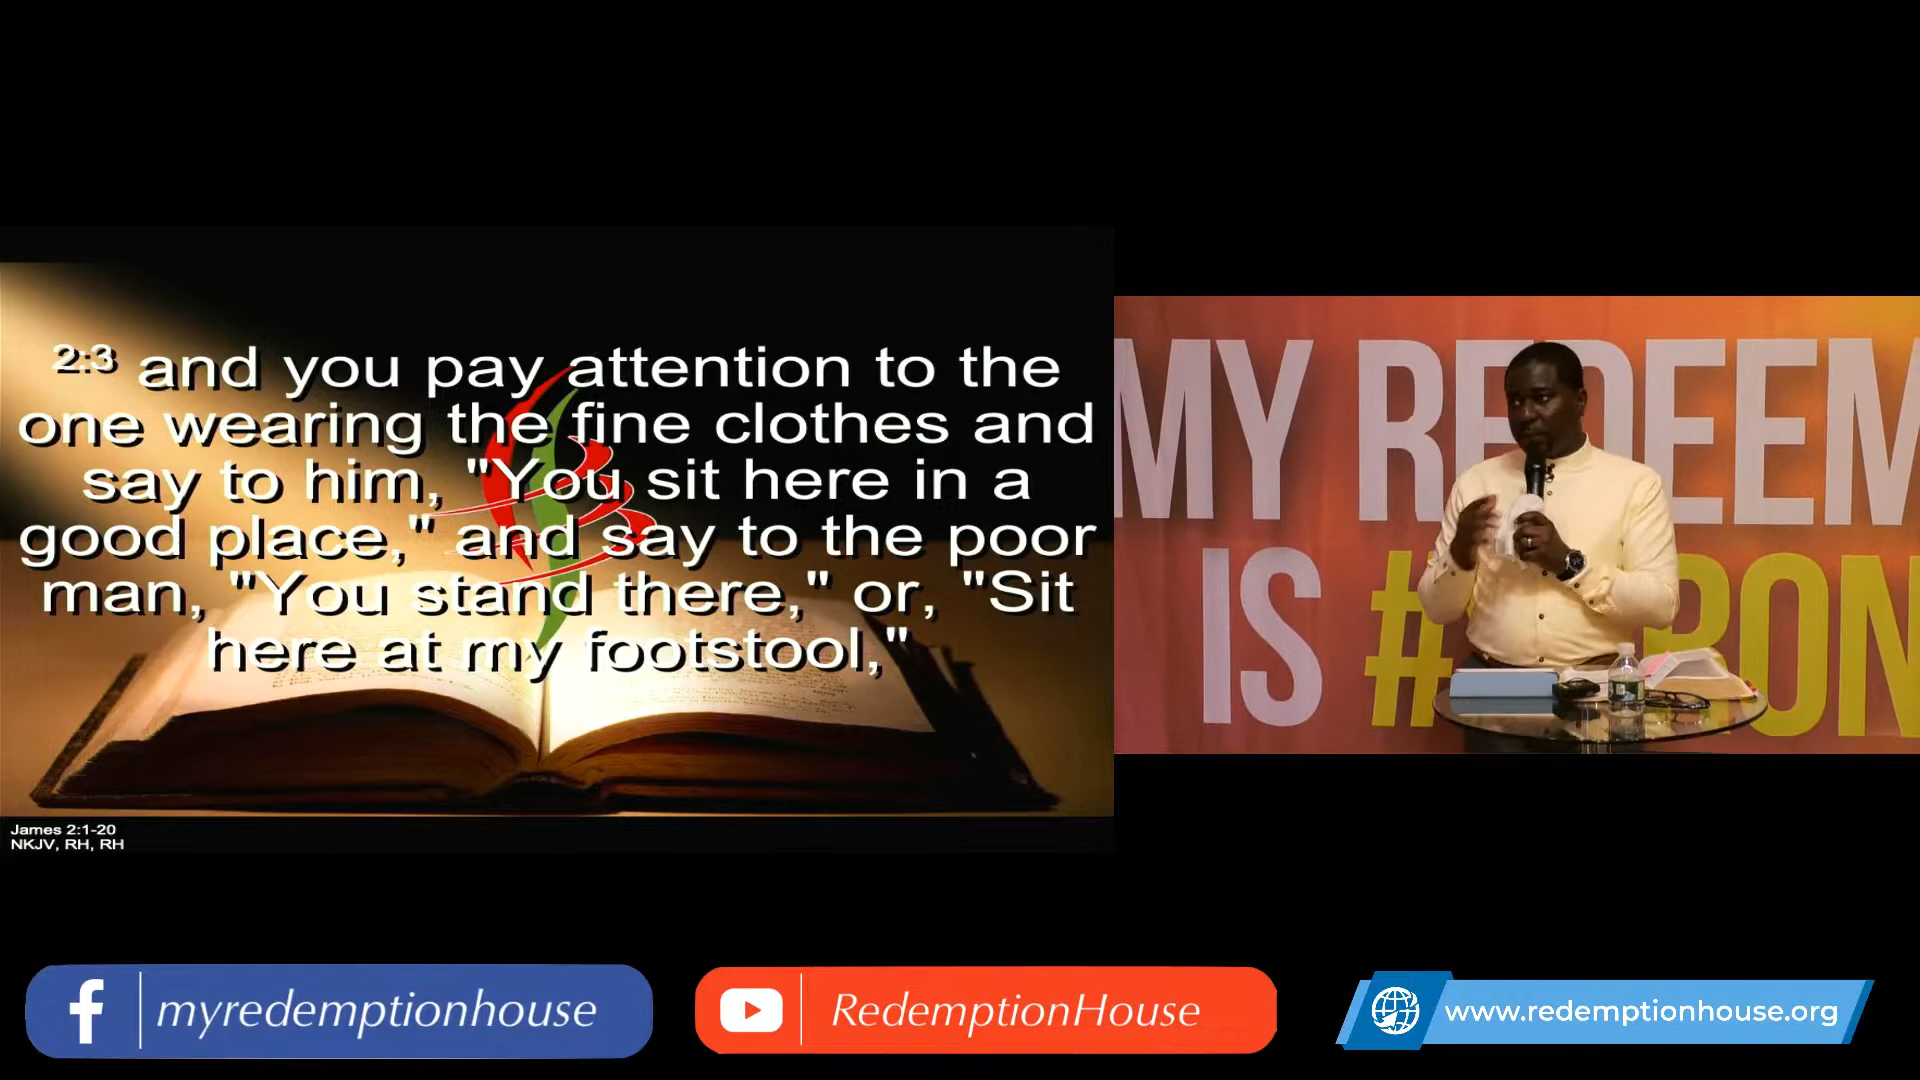 2:3 and you pay attention to the
one wearing the fine clothes and
say to him, "You sit here in a
good place," and say to the poor
man, "You stand there," or, "Sit
here at my footstool,"
James 2:1-20
NKJV, RH, RH
MY REDEEM
IS #
RON
myredemptionhouse
RedemptionHouse
www.redemptionhouse.org